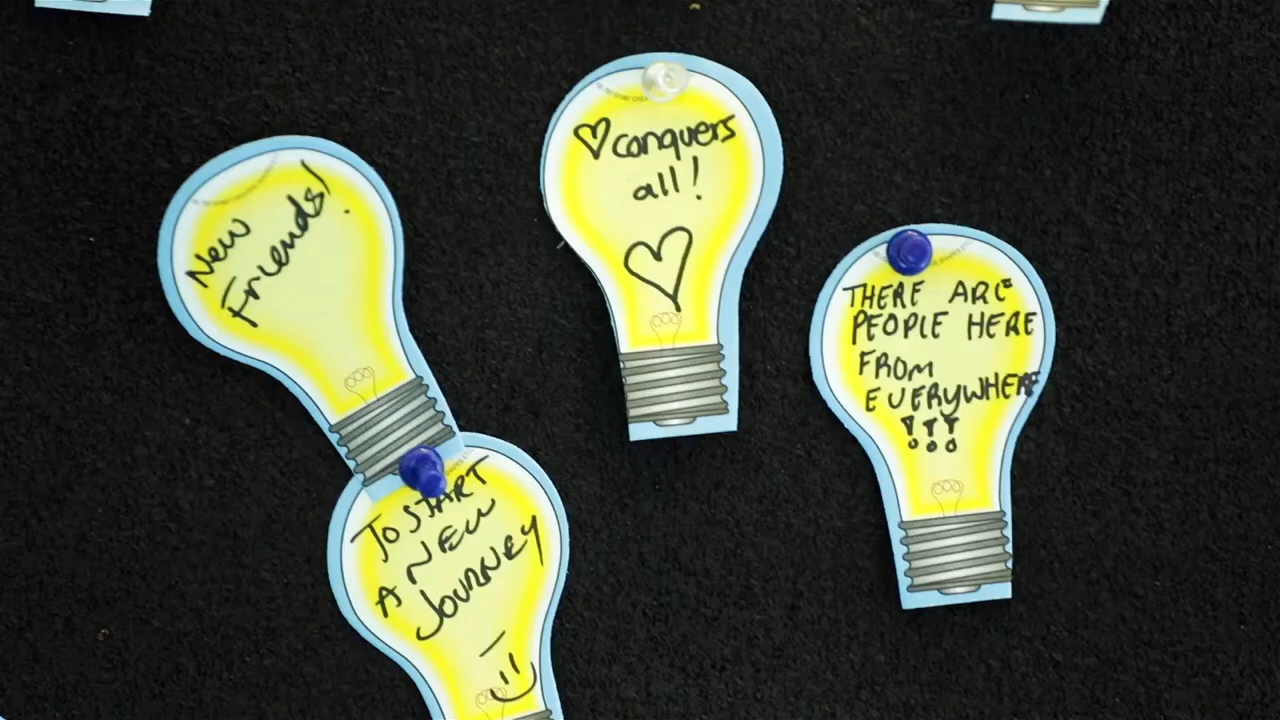 New
Friends!
♡ conquers
all!
THERE ARE
PEOPLE HERE
FROM
EVERYWHERE
!!!
TO START
A NEW
JOURNEY